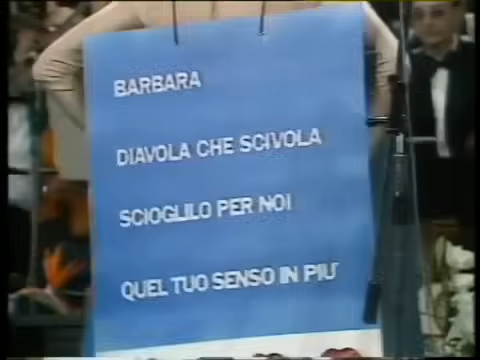 BARBARA
DIAVOLA CHE SCIVOLA
SCIOGLILO PER NOI
QUEL TUO SENSO IN PIU'